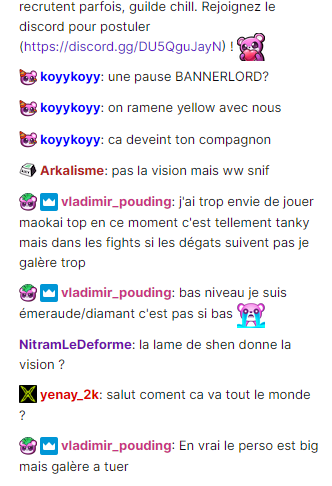 recrutent parfois, guilde chill. Rejoignez le
discord pour postuler
(https://discord.gg/DU5QguJayN) !
koyykoyy: une pause BANNERLORD?
koyykoyy: on ramene yellow avec nous
koyykoyy: ca deveint ton compagnon
Arkalisme: pas la vision mais ww snif
vladimir_pouding: j'ai trop envie de jouer
maokai top en ce moment c'est tellement tanky
mais dans les fights si les dégats suivent pas je
galère trop
vladimir_pouding: bas niveau je suis
émeraude/diamant c'est pas si bas
NitramLeDeforme: la lame de shen donne la
vision ?
yenay_2k: salut coment ca va tout le monde
?
vladimir_pouding: En vrai le perso est big
mais galère a tuer